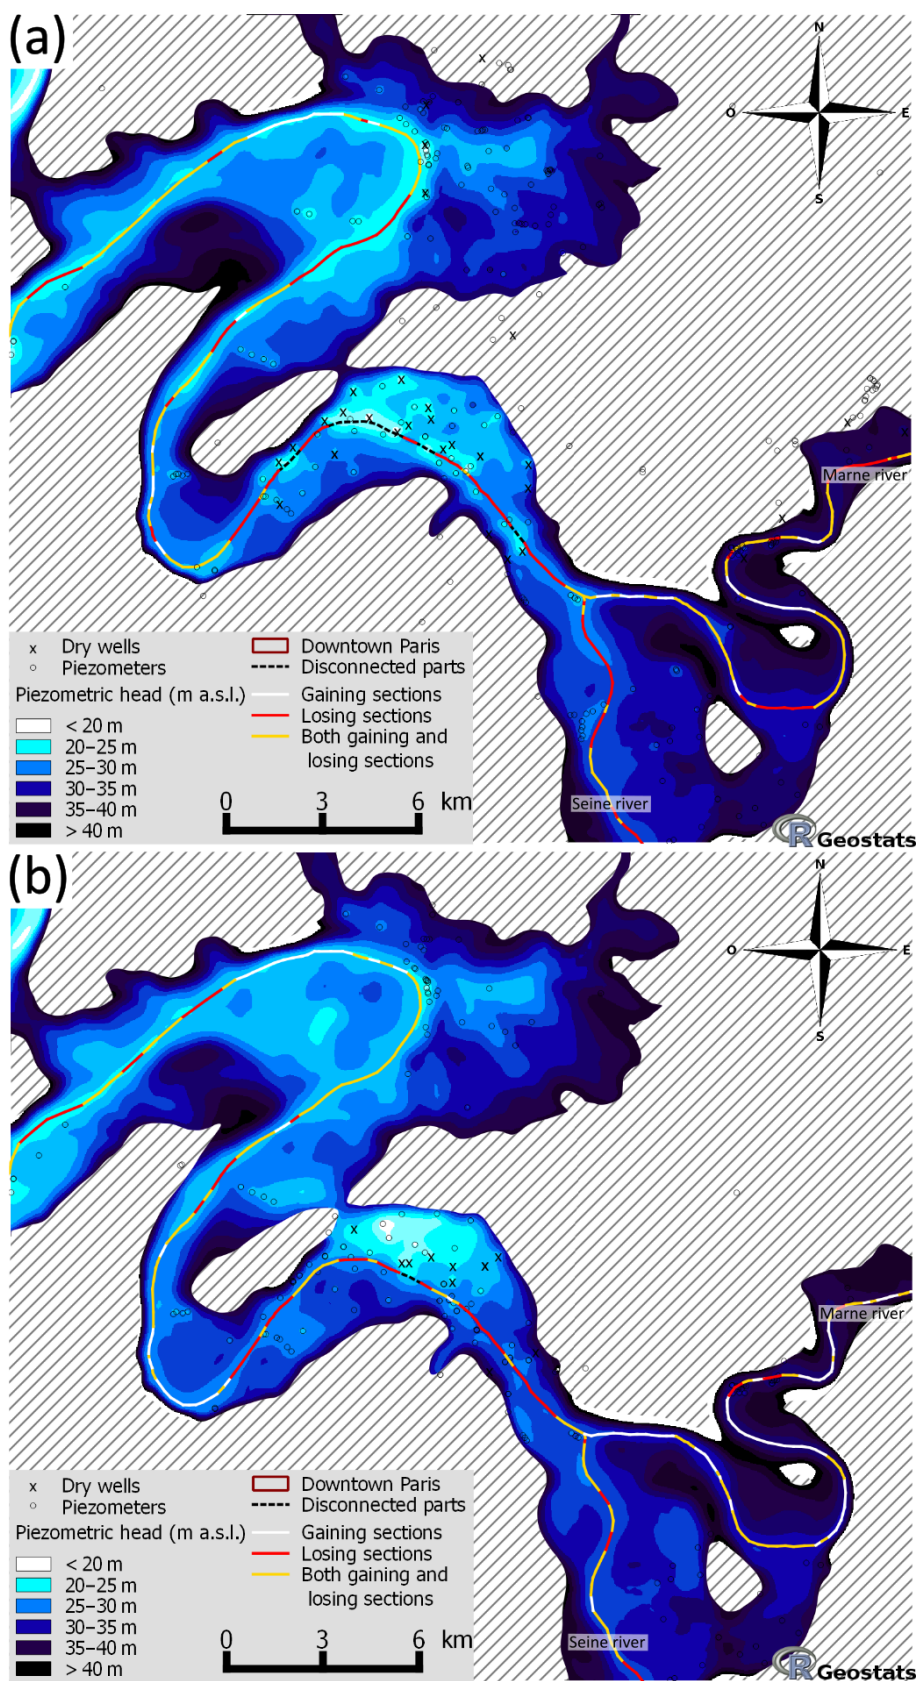 (a)
N
O
E
S
Marne river
x Dry wells
○ Piezometers
Piezometric head (m a.s.l.)
< 20 m
20–25 m
25–30 m
30–35 m
35–40 m
> 40 m
Downtown Paris
Disconnected parts
Gaining sections
Losing sections
Both gaining and
losing sections
0 3 6 km
Seine river
R Geostats
(b)
N
O
E
S
Marne river
x Dry wells
○ Piezometers
Piezometric head (m a.s.l.)
< 20 m
20–25 m
25–30 m
30–35 m
35–40 m
> 40 m
Downtown Paris
Disconnected parts
Gaining sections
Losing sections
Both gaining and
losing sections
0 3 6 km
Seine river
R Geostats